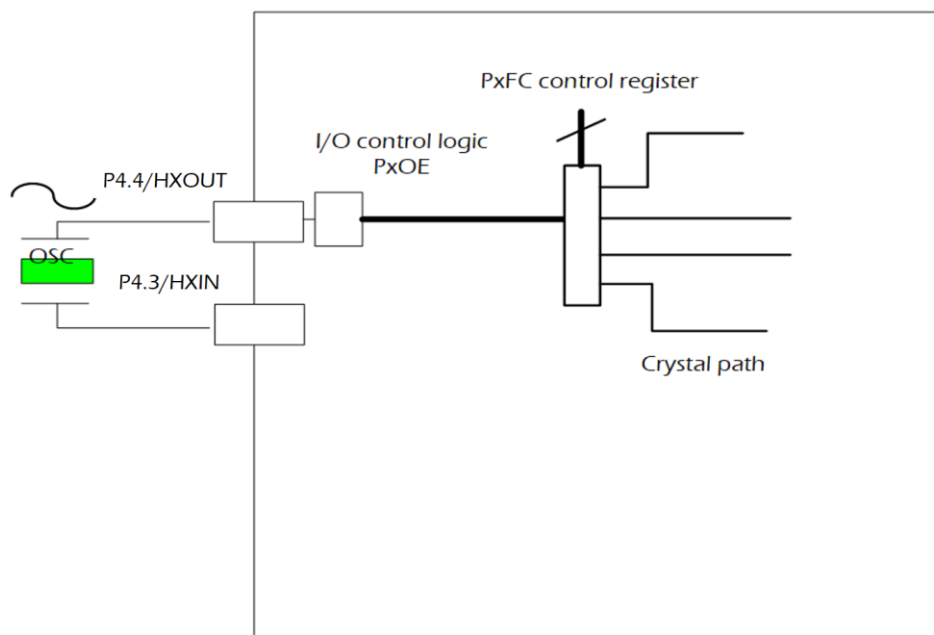 PxFC control register
I/O control logic
PxOE
P4.4/HXOUT
OSC
P4.3/HXIN
Crystal path